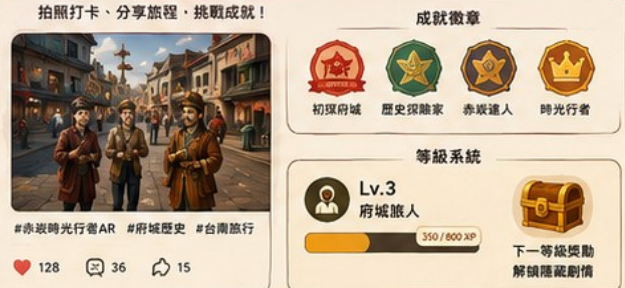 拍照打卡、分享旅程，挑戰成就！
#赤崁時光行者AR #府城歷史 #台南旅行
128 36 15
成就徽章
初探府城 歷史探險家 赤崁達人 時光行者
等級系統
Lv.3
府城旅人
350 / 800 XP
下一等級獎勵
解鎖隱藏劇情